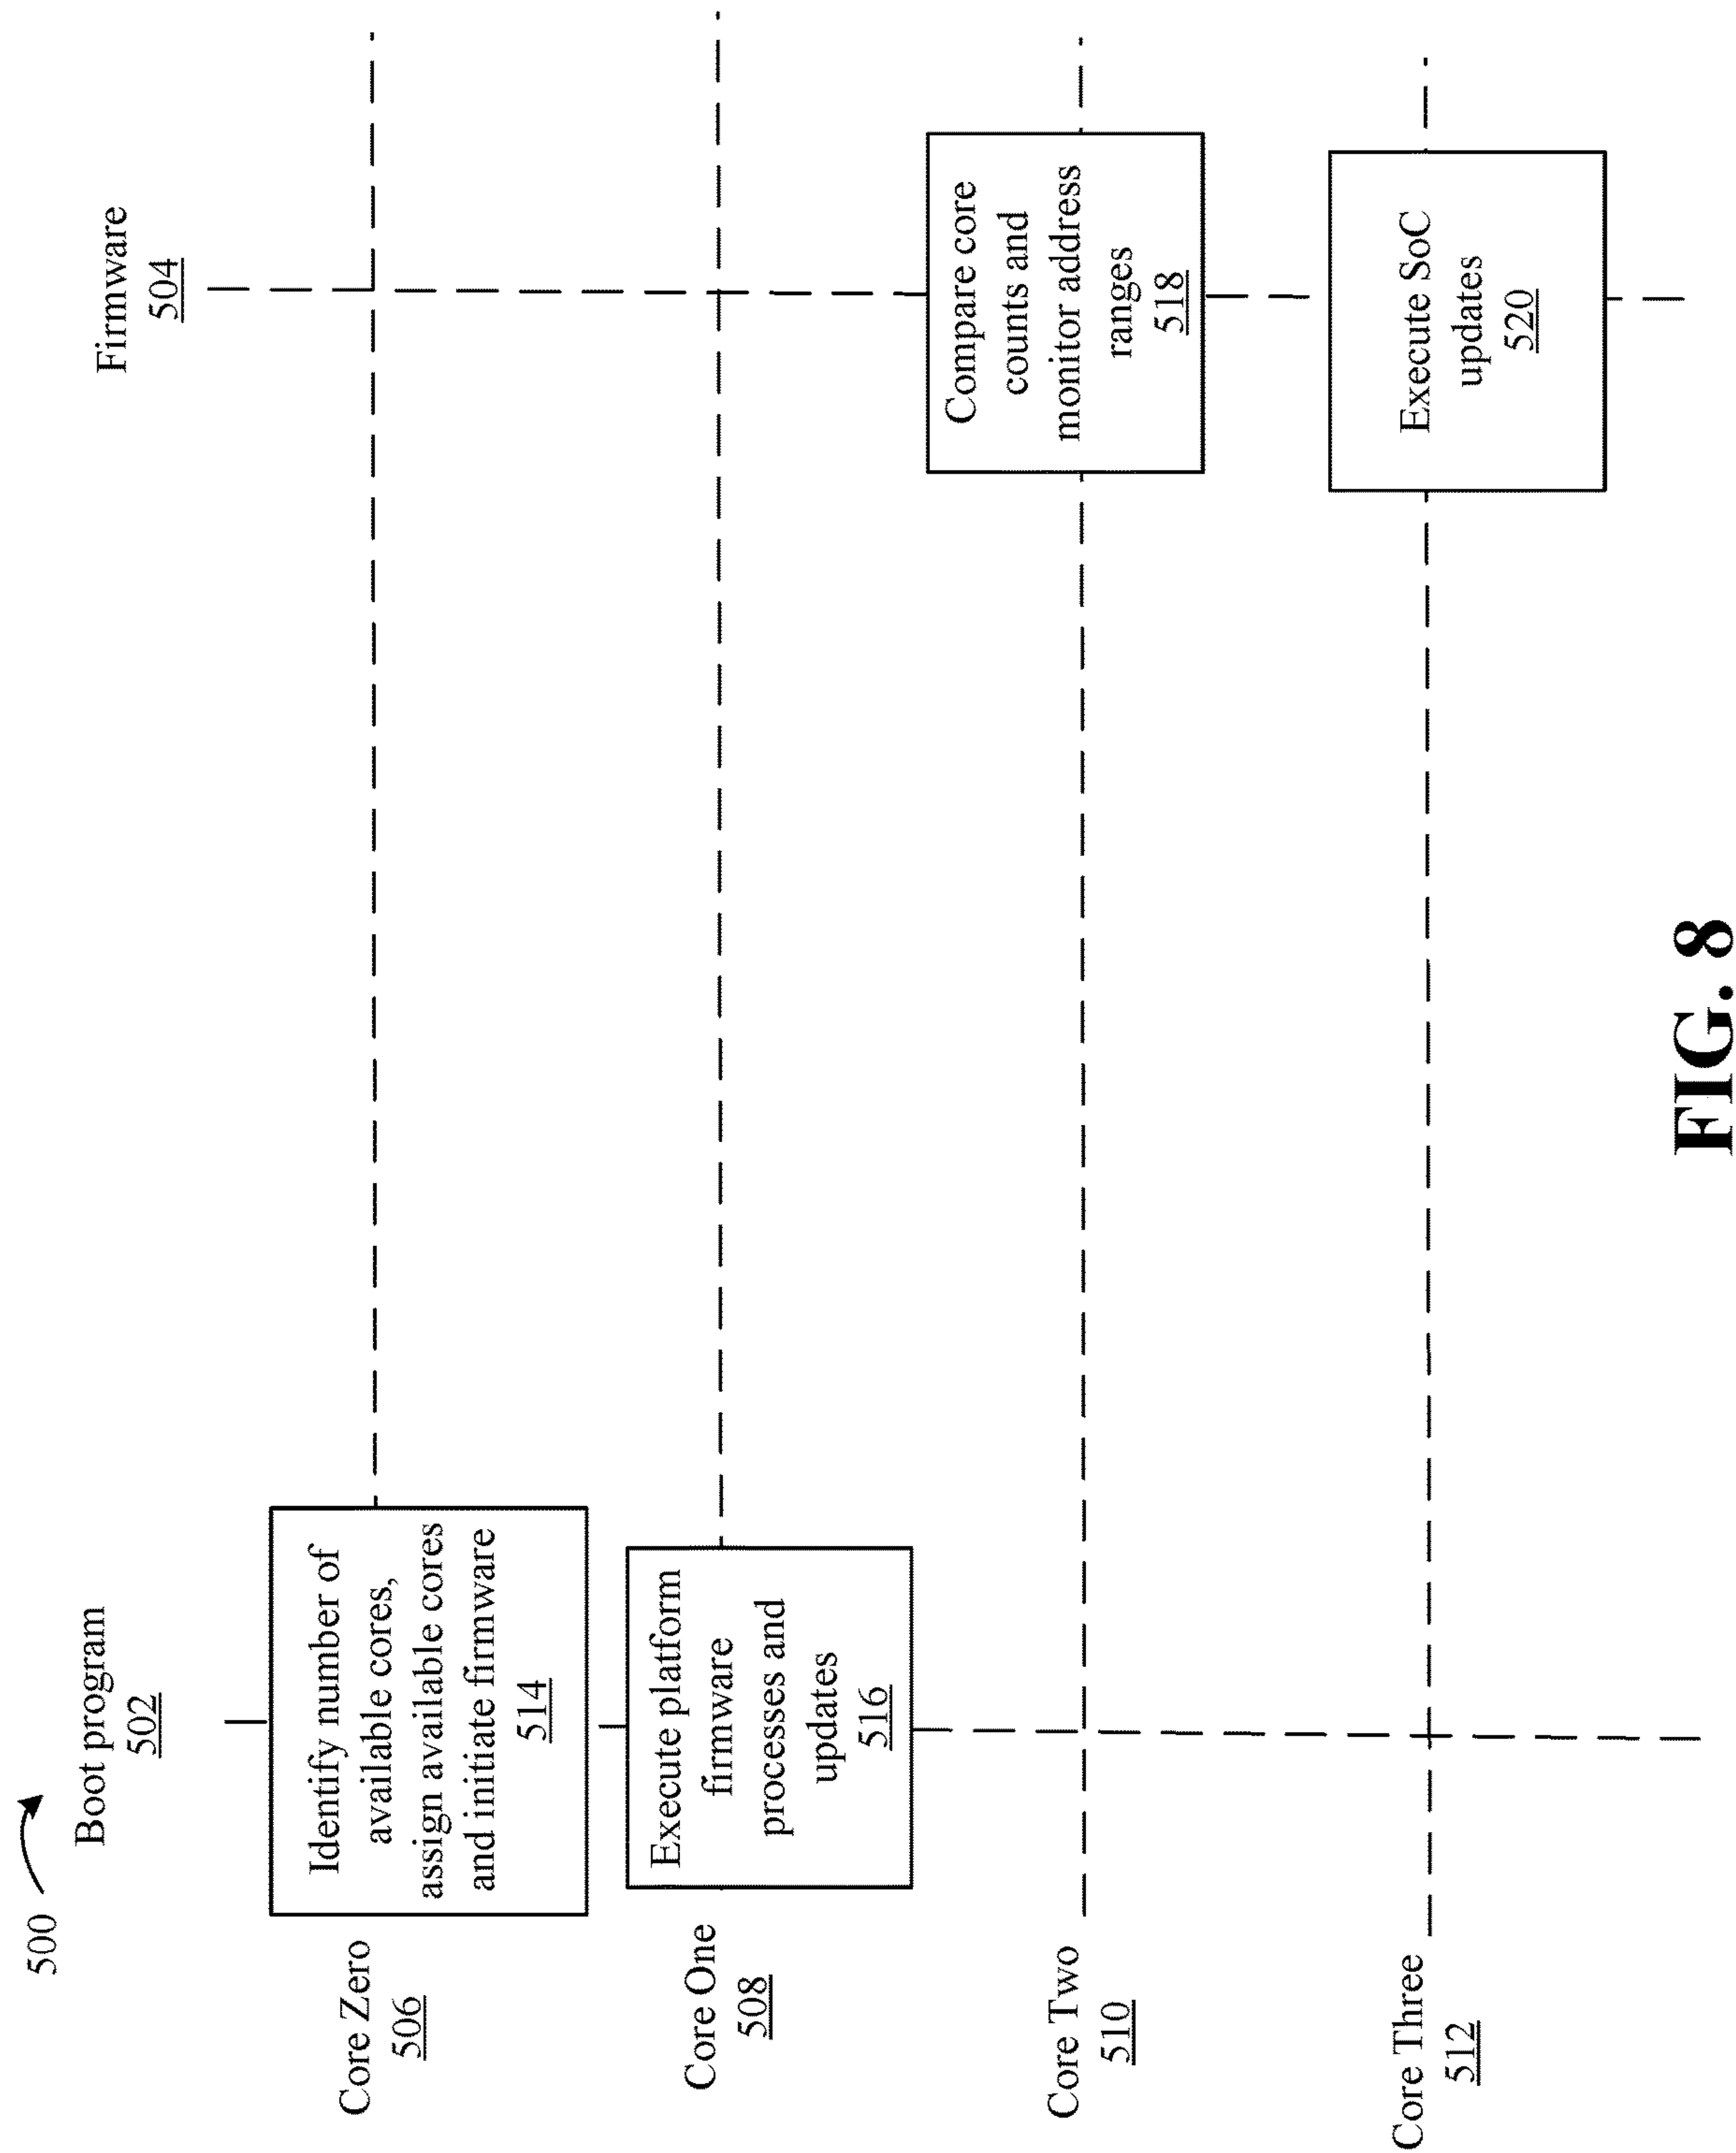 500
Boot program
502
Firmware
504
Core Zero
506
Identify number of
available cores,
assign available cores
and initiate firmware
514
Core One
508
Execute platform
firmware
processes and
updates
516
Core Two
510
Compare core
counts and
monitor address
ranges
518
Core Three
512
Execute SoC
updates
520
FIG. 8